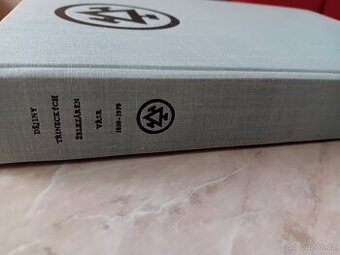 DĚJINY
TŘINECKÝCH
ŽELEZÁREN
VŘSR
1839-1979